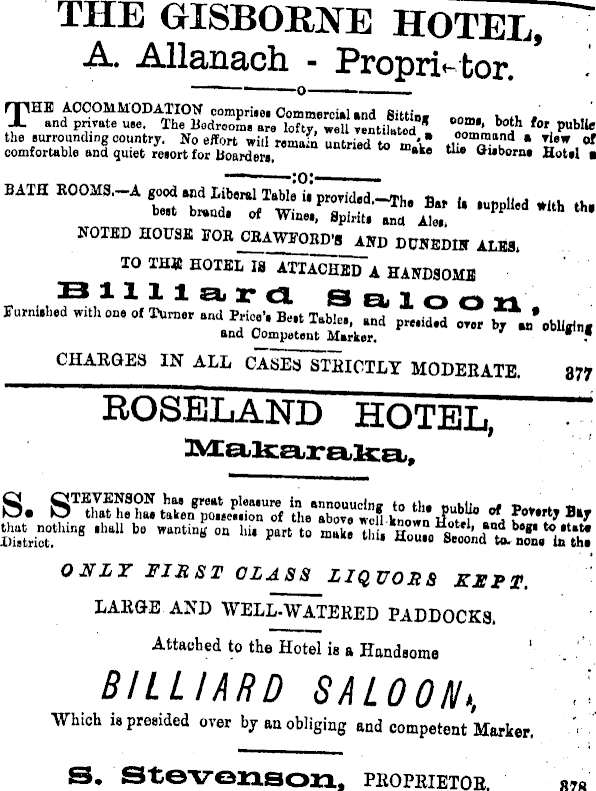 THE GISBORNE HOTEL,
A. Allanach - Proprietor.
THE ACCOMMODATION comprises Commercial and Sitting ooms, both for public
and private use. The Bedrooms are lofty, well ventilated, command a view of
the surrounding country. No effort will remain untried to make the Gisborne Hotel a
comfortable and quiet resort for Boarders.
:o:
BATH ROOMS.—A good and Liberal Table is provided.—The Bar is supplied with the
best brands of Wines, Spirits and Ales.
NOTED HOUSE FOR CRAWFORD'S AND DUNEDIN ALES.
TO THE HOTEL IS ATTACHED A HANDSOME
Billiard Saloon,
Furnished with one of Turner and Price's Best Tables, and presided over by an obliging
and Competent Marker.
CHARGES IN ALL CASES STRICTLY MODERATE. 377
ROSELAND HOTEL,
Makaraka,
S. STEVENSON has great pleasure in annouucing to the public of Poverty Bay
that he has taken possession of the above well-known Hotel, and begs to state
that nothing shall be wanting on his part to make this House Second to none in the
District.
ONLY FIRST CLASS LIQUORS KEPT.
LARGE AND WELL-WATERED PADDOCKS.
Attached to the Hotel is a Handsome
BILLIARD SALOON,
Which is presided over by an obliging and competent Marker.
S. Stevenson, PROPRIETOR. 378